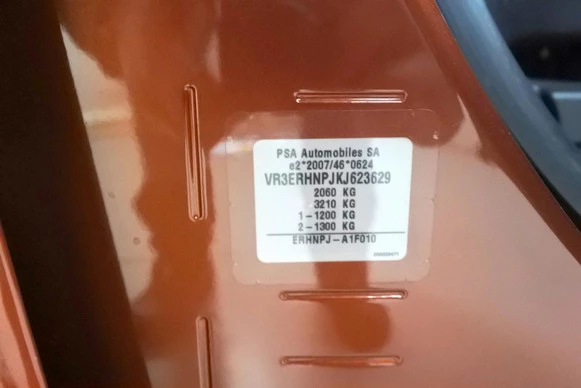 PSA Automobiles SA
e2*2007/46*0624
VR3ERHNPJKJ623629
2060 KG
3210 KG
1-1200 KG
2-1300 KG
ERHNPJ-A1F010